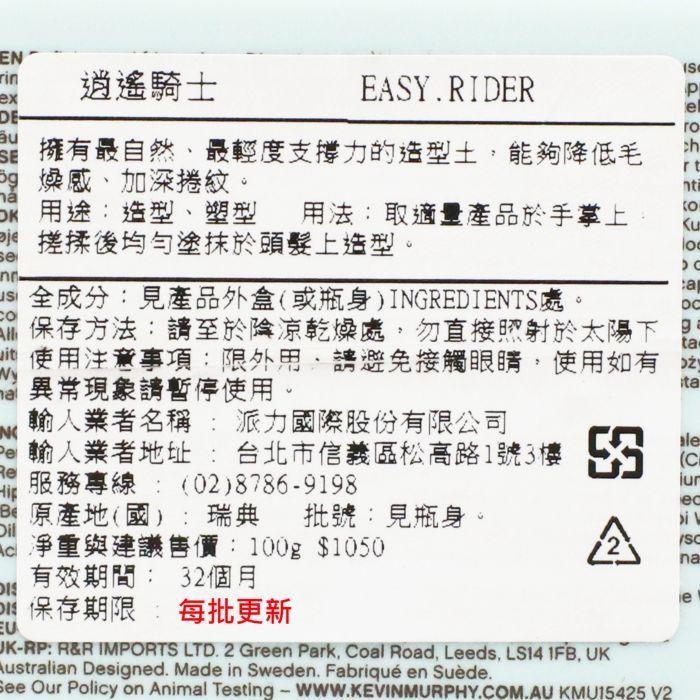 逍遙騎士 EASY.RIDER
擁有最自然、最輕度支撐力的造型土，能夠降低毛
燥感、加深捲紋。
用途：造型、塑型 用法：取適量產品於手掌上
搓揉後均勻塗抹於頭髮上造型。
全成分：見產品外盒(或瓶身)INGREDIENTS處。
保存方法：請至於陰涼乾燥處，勿直接照射於太陽下
使用注意事項：限外用，請避免接觸眼睛，使用如有
異常現象請暫停使用。
輸入業者名稱 : 派力國際股份有限公司
輸入業者地址 : 台北市信義區松高路1號3樓
服務專線 : (02)8786-9198
原產地(國) : 瑞典 批號：見瓶身。
淨重與建議售價：100g $1050
有效期間： 32個月
保存期限 : 每批更新
2
UK-RP: R&R IMPORTS LTD. 2 Green Park, Coal Road, Leeds, LS14 1FB, UK
Australian Designed. Made in Sweden. Fabriqué en Suède.
See Our Policy on Animal Testing – WWW.KEVINMURPHY.COM KMU15425 V2